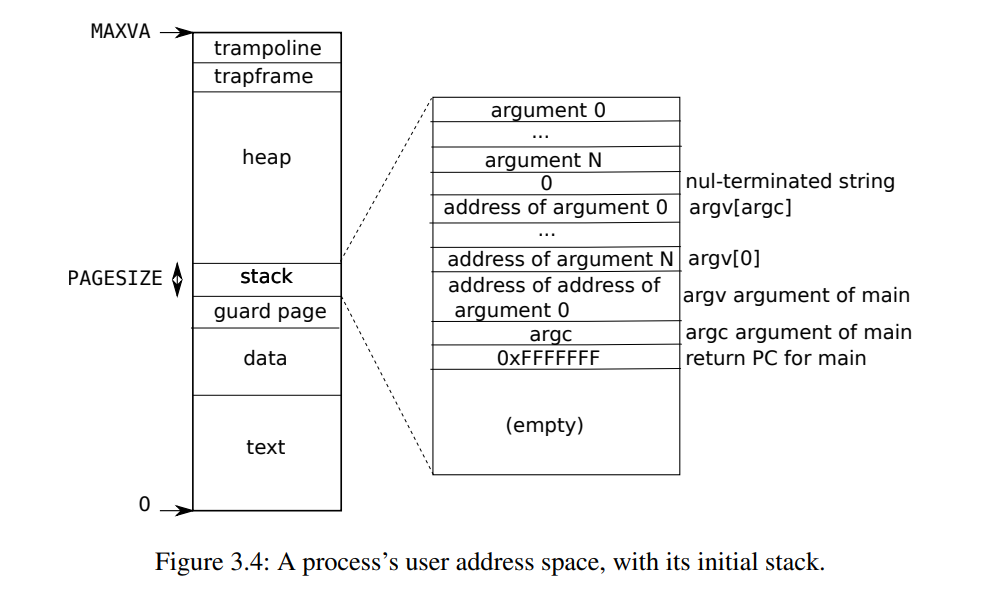 MAXVA
trampoline
trapframe
heap
PAGESIZE
stack
guard page
data
text
0
argument 0
...
argument N
0 nul-terminated string
address of argument 0 argv[argc]
...
address of argument N argv[0]
address of address of
argument 0 argv argument of main
argc argc argument of main
0xFFFFFFF return PC for main
(empty)
Figure 3.4: A process's user address space, with its initial stack.